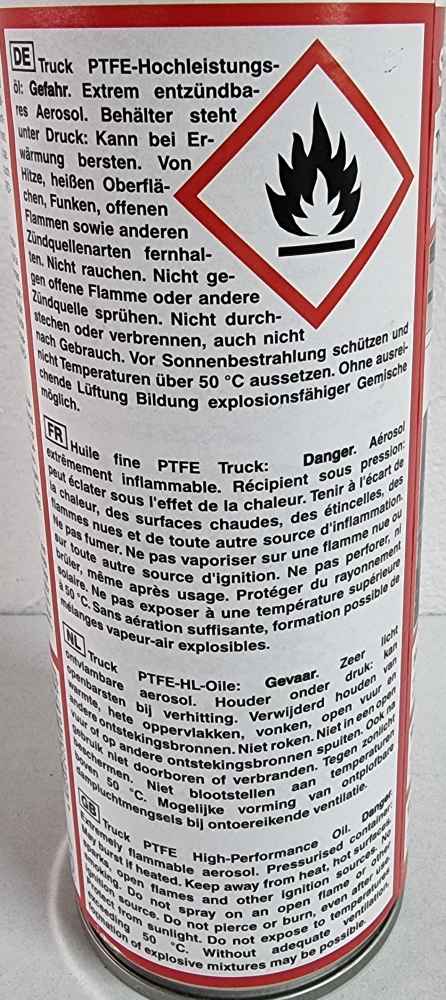 DE Truck PTFE-Hochleistungs-
öl: Gefahr. Extrem entzündba-
res Aerosol. Behälter steht
unter Druck: Kann bei Er-
wärmung bersten. Von
Hitze, heißen Oberflä-
chen, Funken, offenen
Flammen sowie anderen
Zündquellenarten fernhal-
ten. Nicht rauchen. Nicht ge-
gen offene Flamme oder andere
Zündquelle sprühen. Nicht durch-
stechen oder verbrennen, auch nicht
nach Gebrauch. Vor Sonnenbestrahlung schützen und
nicht Temperaturen über 50 °C aussetzen. Ohne ausrei-
chende Lüftung Bildung explosionsfähiger Gemische
möglich.
FR Huile fine PTFE Truck: Danger. Aérosol
extrêmement inflammable. Récipient sous pression:
peut éclater sous l'effet de la chaleur. Tenir à l'écart de
la chaleur, des surfaces chaudes, des étincelles, des
flammes nues et de toute autre source d'inflammation.
Ne pas fumer. Ne pas vaporiser sur une flamme nue ou
sur toute autre source d'ignition. Ne pas perforer, ni
brûler, même après usage. Protéger du rayonnement
solaire. Ne pas exposer à une température supérieure
à 50 °C. Sans aération suffisante, formation possible de
mélanges vapeur-air explosibles.
NL Truck PTFE-HL-Oile: Gevaar. Zeer licht
ontvlambare aerosol. Houder onder druk: kan
openbarsten bij verhitting. Verwijderd houden van
warmte, hete oppervlakken, vonken, open vuur en
andere ontstekingsbronnen. Niet roken. Niet in een open
vuur of op andere ontstekingsbronnen spuiten. Ook na
gebruik niet doorboren of verbranden. Tegen zonlicht
beschermen. Niet blootstellen aan temperaturen
boven 50 °C. Mogelijke vorming van ontplofbare
dampluchtmengsels bij ontoereikende ventilatie.
GB Truck PTFE High-Performance Oil. Danger.
Extremely flammable aerosol. Pressurised container:
May burst if heated. Keep away from heat, hot surfaces,
sparks, open flames and other ignition sources. No
smoking. Do not spray on an open flame or other
ignition source. Do not pierce or burn, even after use.
Protect from sunlight. Do not expose to temperatures
exceeding 50 °C. Without adequate ventilation,
formation of explosive mixtures may be possible.